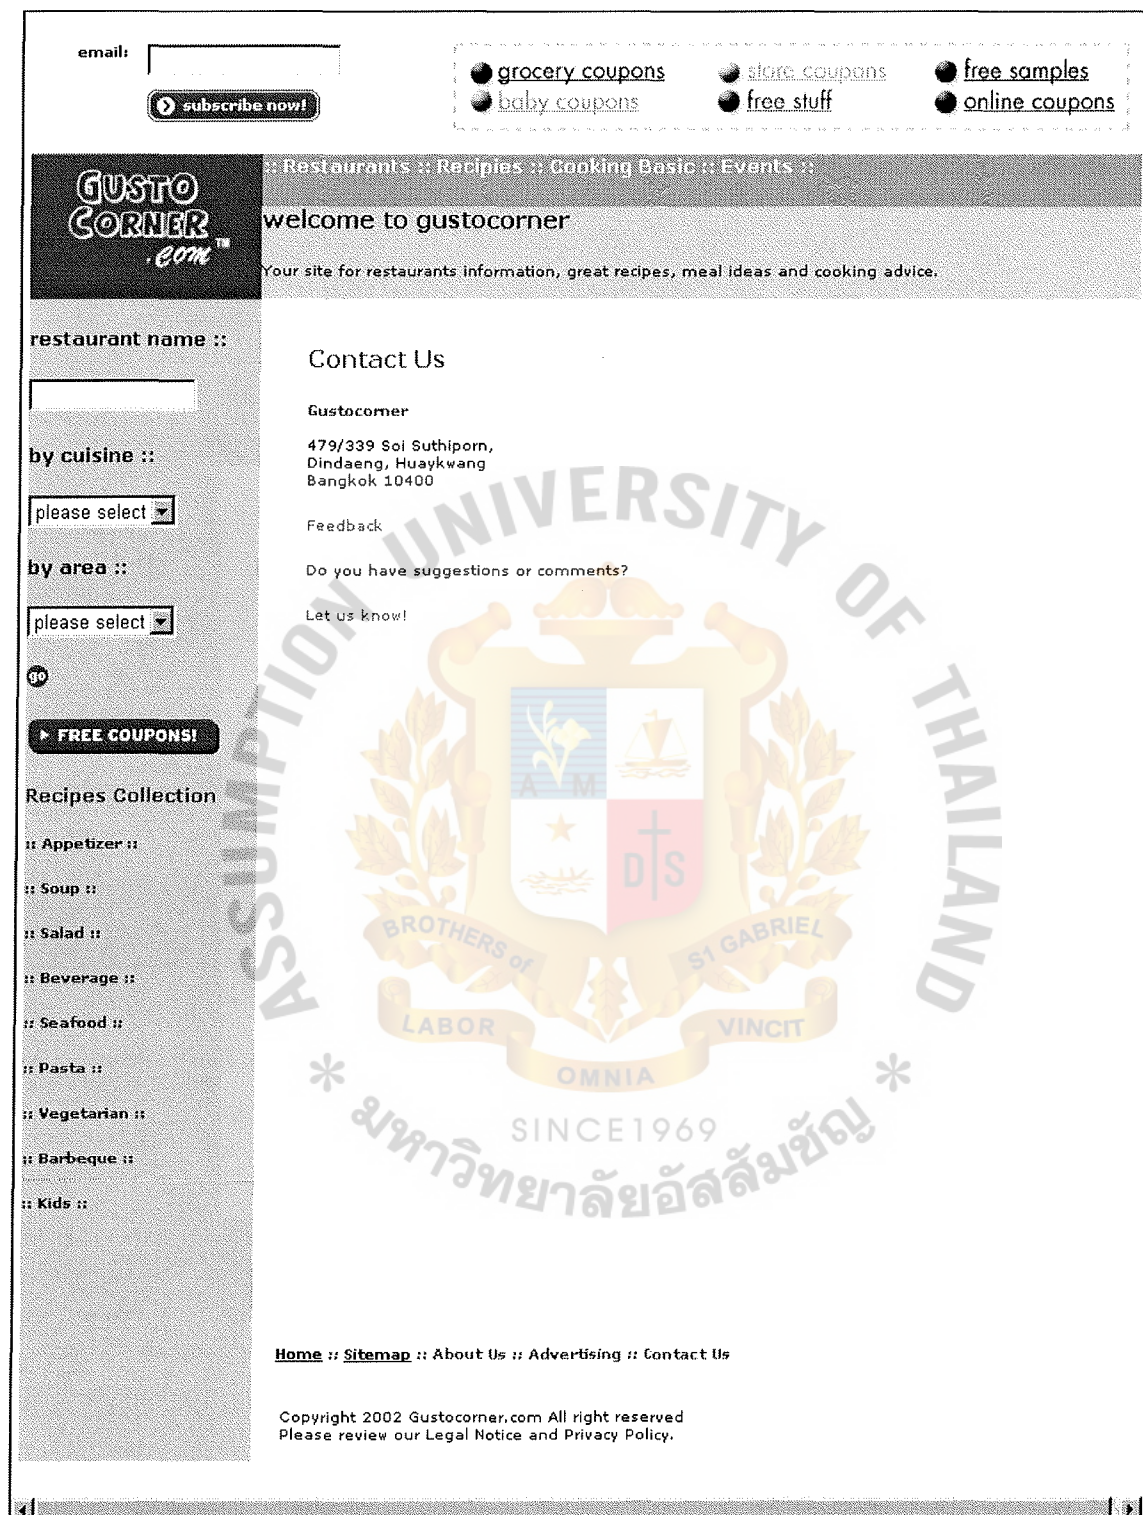 email:
subscribe now!
grocery coupons
store coupons
free samples
baby coupons
free stuff
online coupons
GUSTO
CORNER
.COM™
:: Restaurants :: Recipies :: Cooking Basic :: Events ::
welcome to gustocorner
Your site for restaurants information, great recipes, meal ideas and cooking advice.
restaurant name ::
by cuisine ::
please select
by area ::
please select
go
FREE COUPONS!
Recipes Collection
:: Appetizer ::
:: Soup ::
:: Salad ::
:: Beverage ::
:: Seafood ::
:: Pasta ::
:: Vegetarian ::
:: Barbeque ::
:: Kids ::
Contact Us
Gustocorner
479/339 Soi Suthiporn,
Dindaeng, Huaykwang
Bangkok 10400
Feedback
Do you have suggestions or comments?
Let us know!
ASSUMPTION UNIVERSITY OF THAILAND
A M
D S
BROTHERS of S1 GABRIEL
LABOR
VINCIT
OMNIA
SINCE1969
มหาวิทยาลัยอัสสัมชัญ
Home :: Sitemap :: About Us :: Advertising :: Contact Us
Copyright 2002 Gustocorner.com All right reserved
Please review our Legal Notice and Privacy Policy.